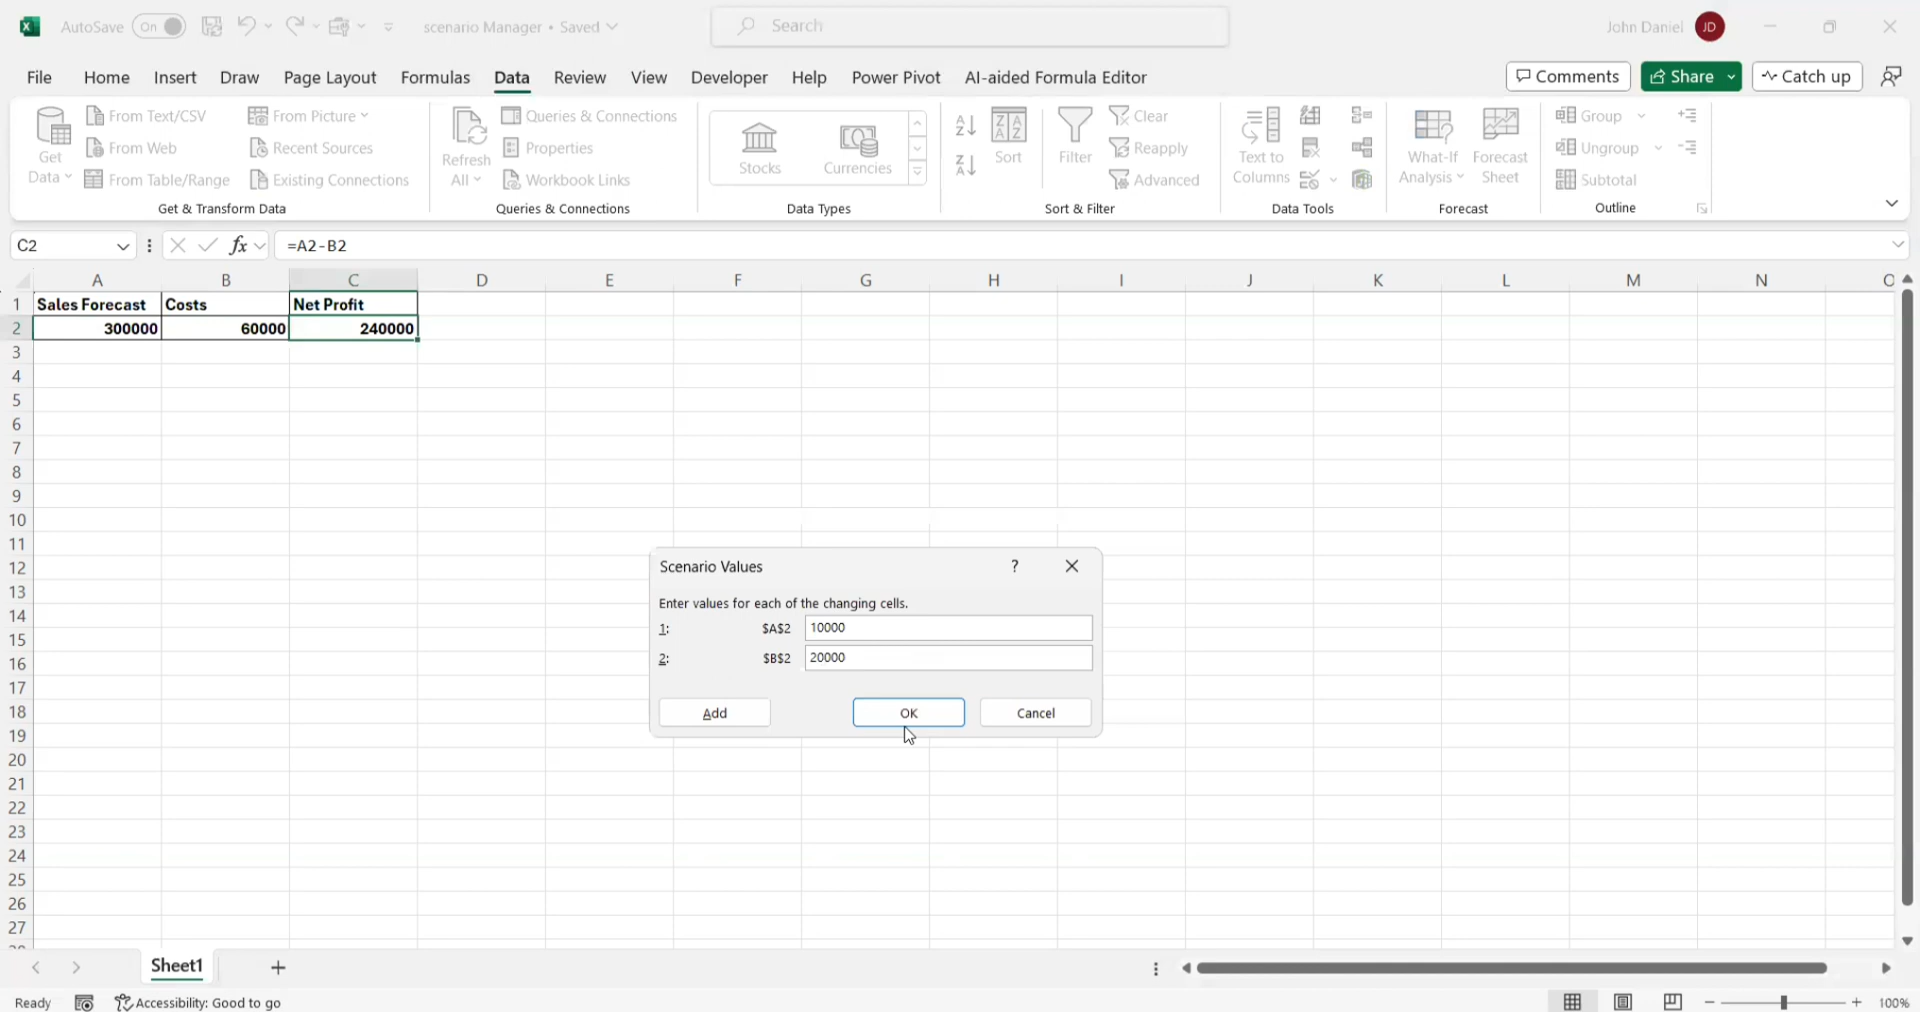 AutoSave On scenario Manager • Saved Search John Daniel JD
File Home Insert Draw Page Layout Formulas Data Review View Developer Help Power Pivot AI-aided Formula Editor Comments Share Catch up
Get Data From Text/CSV From Web From Table/Range From Picture Recent Sources Existing Connections
Get & Transform Data
Refresh All Queries & Connections Properties Workbook Links
Queries & Connections
Stocks Currencies
Data Types
Sort Filter Clear Reapply Advanced
Sort & Filter
Text to Columns
Data Tools
What-If Analysis Forecast Sheet
Forecast
Group Ungroup Subtotal
Outline
C2 fx =A2-B2
A B C D E F G H I J K L M N O
1 Sales Forecast Costs Net Profit
2 300000 60000 240000
3
4
5
6
7
8
9
10
11
12
13
14
15
16
17
18
19
20
21
22
23
24
25
26
27
Scenario Values ?
Enter values for each of the changing cells.
1: $A$2 10000
2: $B$2 20000
Add OK Cancel
Sheet1
Ready Accessibility: Good to go 100%